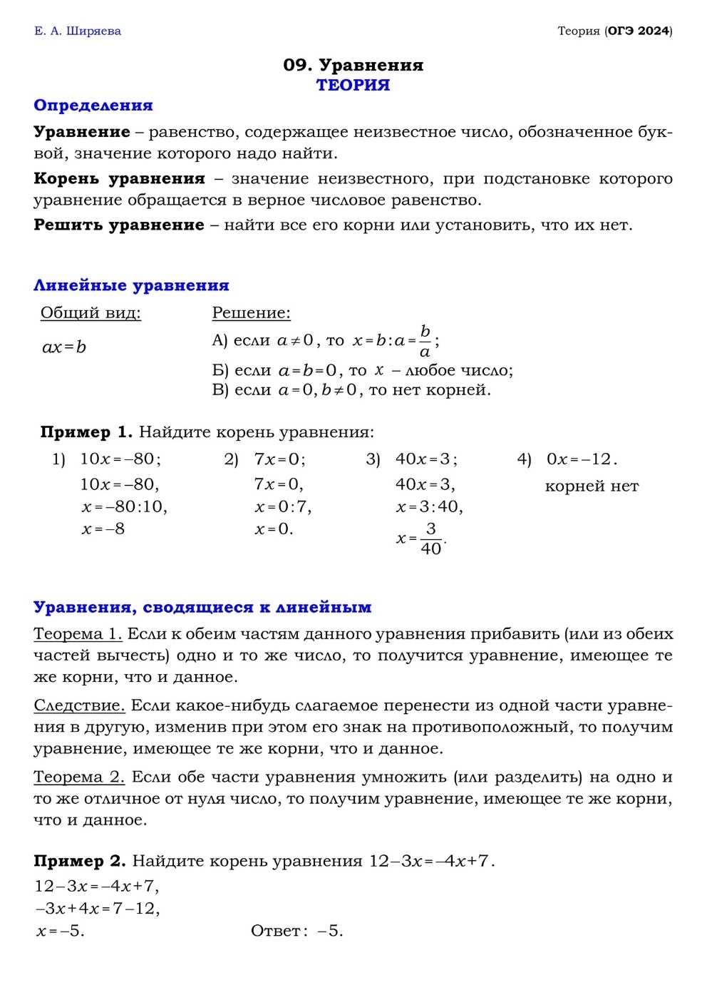 Е. А. Ширяева Теория (ОГЭ 2024)
09. Уравнения
ТЕОРИЯ
Определения
Уравнение – равенство, содержащее неизвестное число, обозначенное бук-
вой, значение которого надо найти.
Корень уравнения – значение неизвестного, при подстановке которого
уравнение обращается в верное числовое равенство.
Решить уравнение – найти все его корни или установить, что их нет.
Линейные уравнения
Общий вид: Решение:
ax=b
А) если a≠0, то x=b:a=b/a;
Б) если a=b=0, то x – любое число;
В) если a=0, b≠0, то нет корней.
Пример 1. Найдите корень уравнения:
1) 10x=–80; 2) 7x=0; 3) 40x=3; 4) 0x=–12.
10x=–80, 7x=0, 40x=3, корней нет
x=–80:10, x=0:7, x=3:40,
x=–8 x=0. x=3/40.
Уравнения, сводящиеся к линейным
Теорема 1. Если к обеим частям данного уравнения прибавить (или из обеих
частей вычесть) одно и то же число, то получится уравнение, имеющее те
же корни, что и данное.
Следствие. Если какое-нибудь слагаемое перенести из одной части уравне-
ния в другую, изменив при этом его знак на противоположный, то получим
уравнение, имеющее те же корни, что и данное.
Теорема 2. Если обе части уравнения умножить (или разделить) на одно и
то же отличное от нуля число, то получим уравнение, имеющее те же корни,
что и данное.
Пример 2. Найдите корень уравнения 12–3x=–4x+7.
12–3x=–4x+7,
–3x+4x=7–12,
x=–5. Ответ: –5.